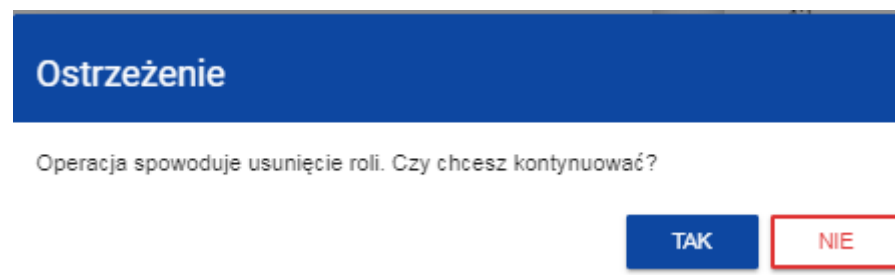 Ostrzeżenie
Operacja spowoduje usunięcie roli. Czy chcesz kontynuować?
TAK NIE